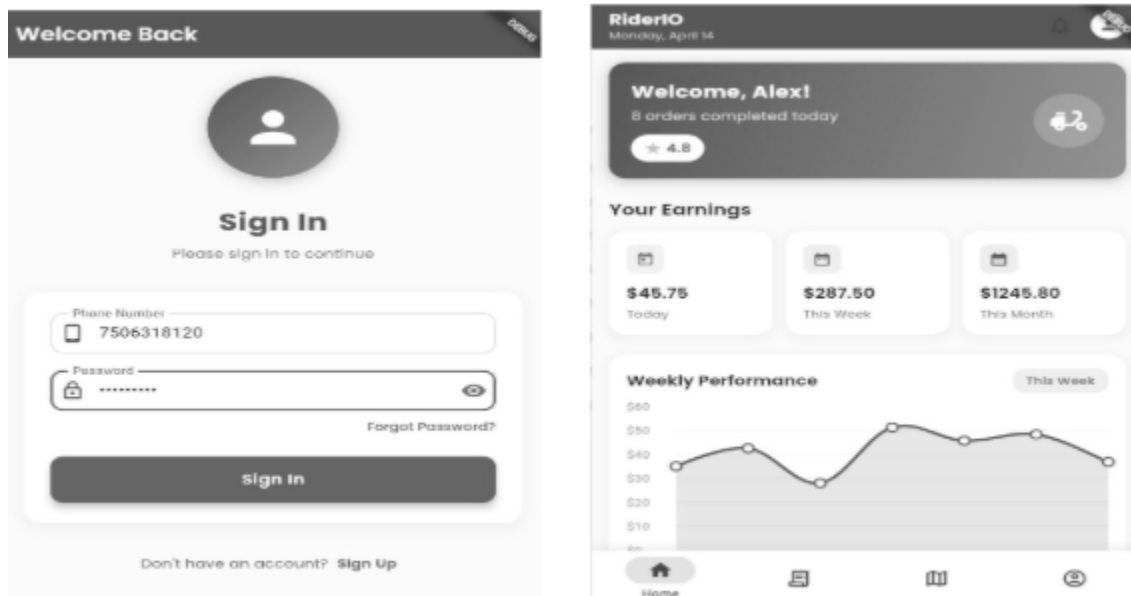 Welcome Back
DEBUG
Sign In
Please sign in to continue
Phone Number
7506318120
Password
•••••••••
Forgot Password?
Sign In
Don't have an account? Sign Up
RiderIO
Monday, April 14
Welcome, Alex!
8 orders completed today
★ 4.8
Your Earnings
$45.75
Today
$287.50
This Week
$1245.80
This Month
Weekly Performance
This Week
$60
$50
$40
$30
$20
$10
$0
Home